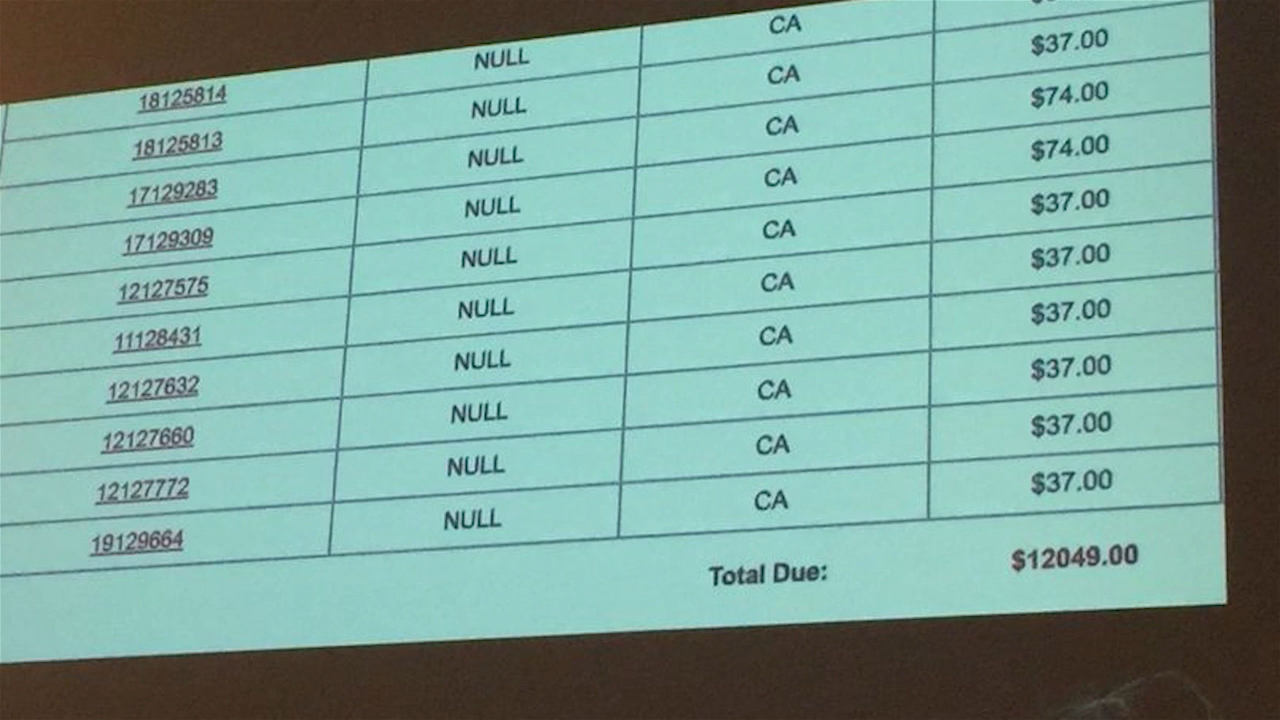 18125814 NULL CA
18125813 NULL CA $37.00
17129283 NULL CA $74.00
17129309 NULL CA $74.00
12127575 NULL CA $37.00
11128431 NULL CA $37.00
12127632 NULL CA $37.00
12127660 NULL CA $37.00
12127772 NULL CA $37.00
19129664 NULL CA $37.00
Total Due: $12049.00